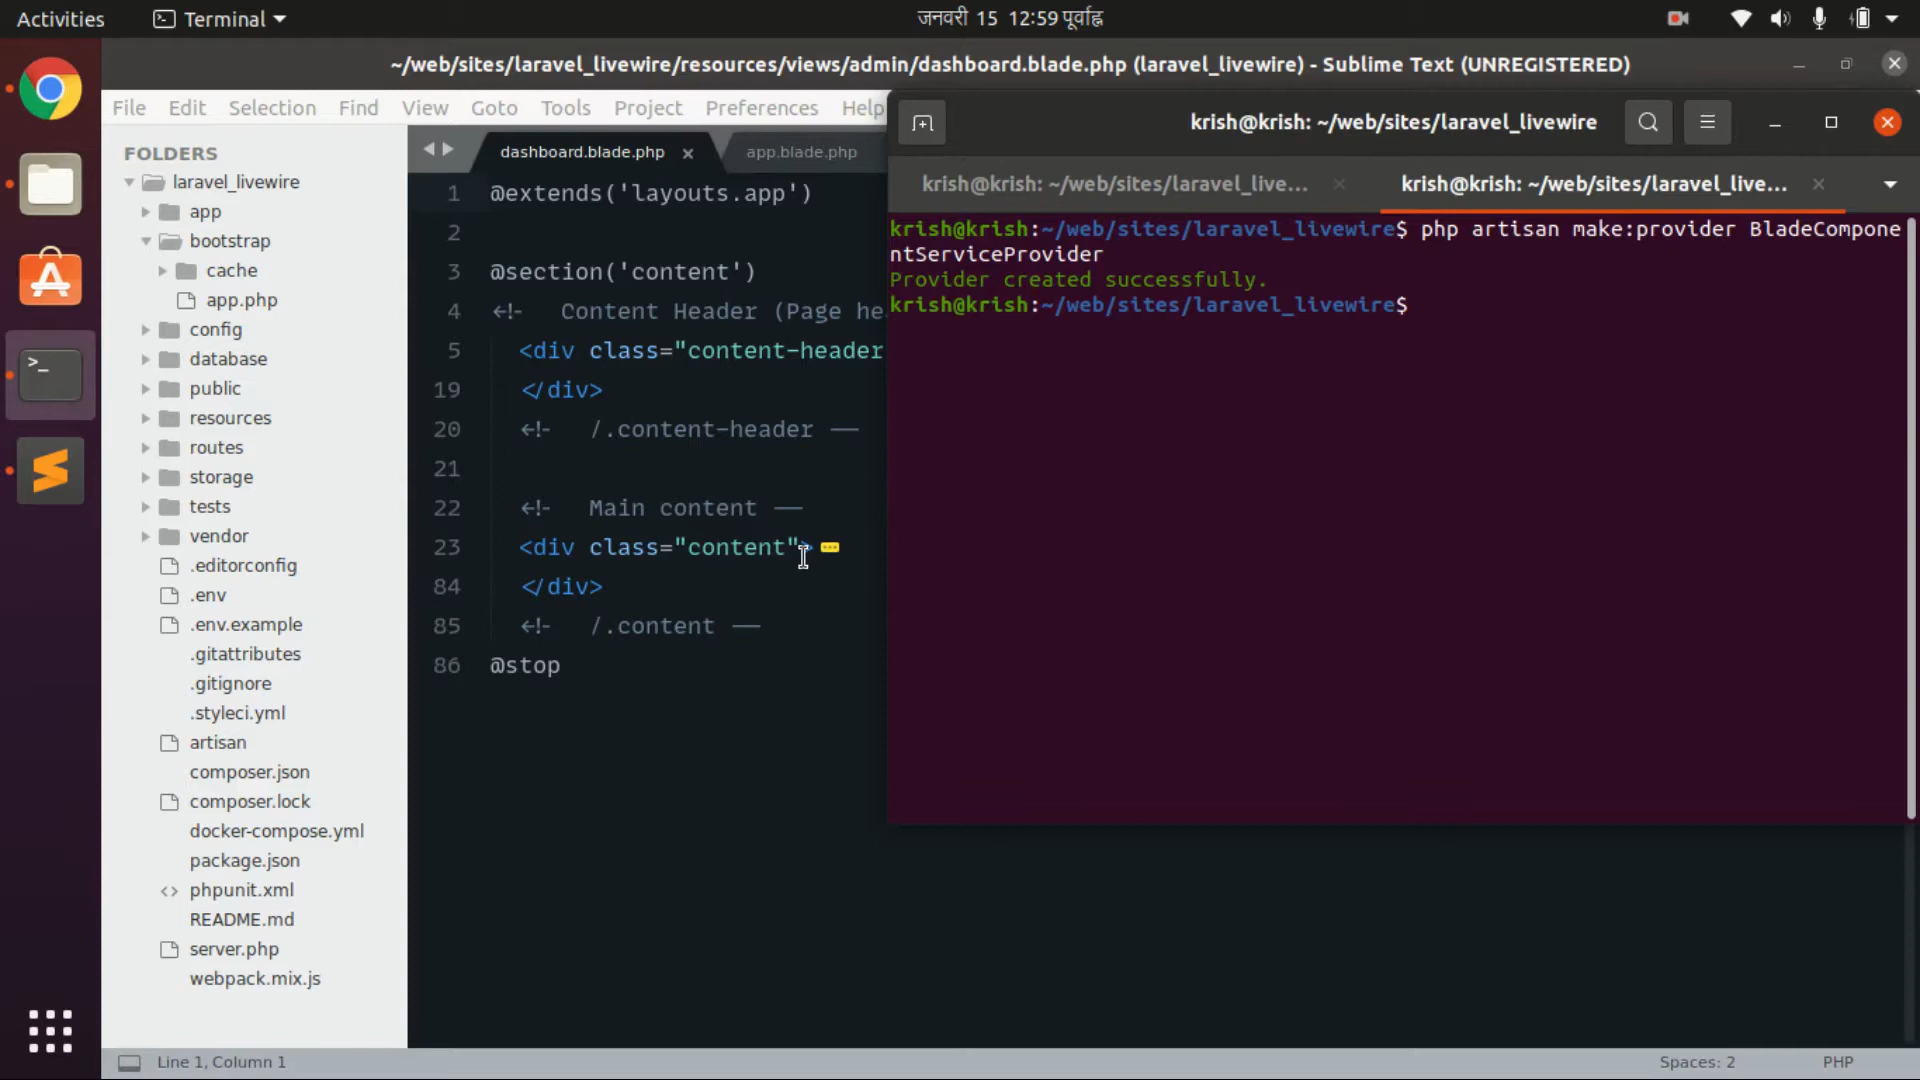 Activities
Terminal
जनवरी 15 12:59 पूर्वाह्न
~/web/sites/laravel_livewire/resources/views/admin/dashboard.blade.php (laravel_livewire) - Sublime Text (UNREGISTERED)
File Edit Selection Find View Goto Tools Project Preferences Help
FOLDERS
laravel_livewire
app
bootstrap
cache
app.php
config
database
public
resources
routes
storage
tests
vendor
.editorconfig
.env
.env.example
.gitattributes
.gitignore
.styleci.yml
artisan
composer.json
composer.lock
docker-compose.yml
package.json
phpunit.xml
README.md
server.php
webpack.mix.js
dashboard.blade.php
app.blade.php
1 @extends('layouts.app')
2
3 @section('content')
4 <!-- Content Header (Page he
5 <div class="content-header
19 </div>
20 <!-- /.content-header --
21
22 <!-- Main content --
23 <div class="content">
84 </div>
85 <!-- /.content --
86 @stop
krish@krish: ~/web/sites/laravel_livewire
krish@krish: ~/web/sites/laravel_live...
krish@krish: ~/web/sites/laravel_live...
krish@krish:~/web/sites/laravel_livewire$ php artisan make:provider BladeCompone
ntServiceProvider
Provider created successfully.
krish@krish:~/web/sites/laravel_livewire$
Line 1, Column 1
Spaces: 2
PHP